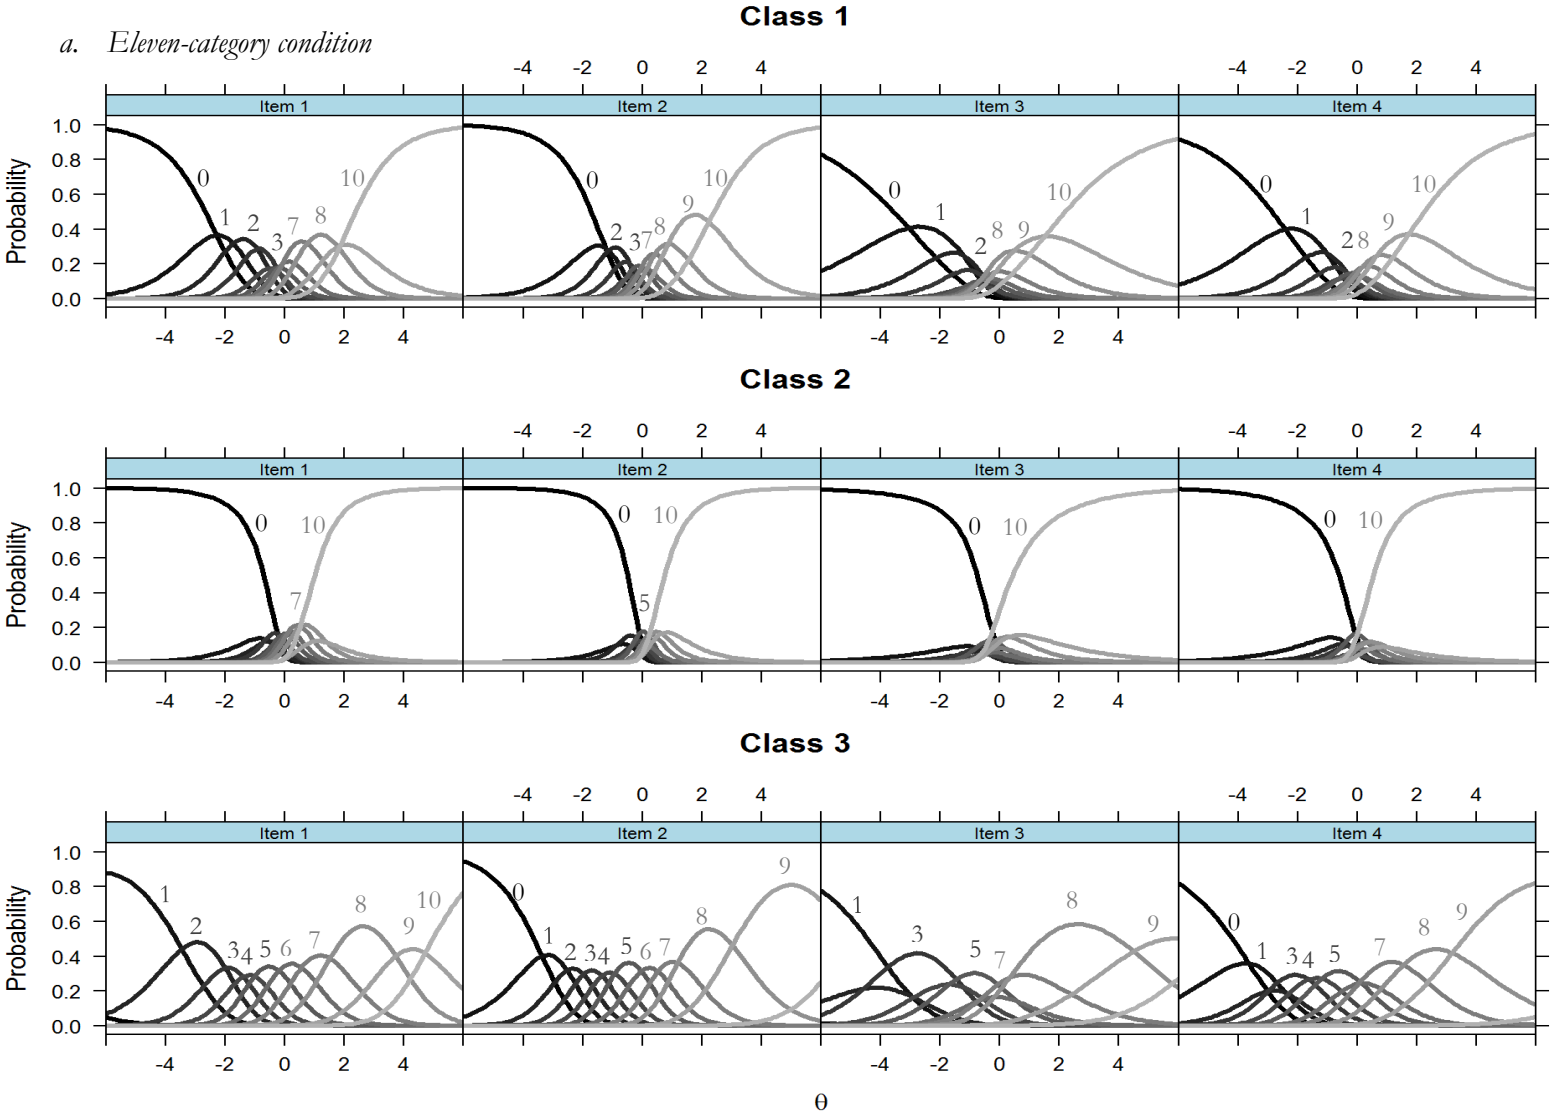 Class 1
a. Eleven-category condition
-4 -2 0 2 4 -4 -2 0 2 4
Item 1 Item 2 Item 3 Item 4
Probability
1.0
0.8
0.6
0.4
0.2
0.0
0 1 2 3 7 8 10
0 2 3 7 8 9 10
0 1 2 8 9 10
0 1 2 8 9 10
-4 -2 0 2 4 -4 -2 0 2 4
Class 2
-4 -2 0 2 4 -4 -2 0 2 4
Item 1 Item 2 Item 3 Item 4
Probability
1.0
0.8
0.6
0.4
0.2
0.0
0 7 10
0 5 10
0 10
0 10
-4 -2 0 2 4 -4 -2 0 2 4
Class 3
-4 -2 0 2 4 -4 -2 0 2 4
Item 1 Item 2 Item 3 Item 4
Probability
1.0
0.8
0.6
0.4
0.2
0.0
1 2 3 4 5 6 7 8 9 10
0 1 2 3 4 5 6 7 8 9
1 3 5 7 8 9
0 1 3 4 5 7 8 9
-4 -2 0 2 4 -4 -2 0 2 4
θ